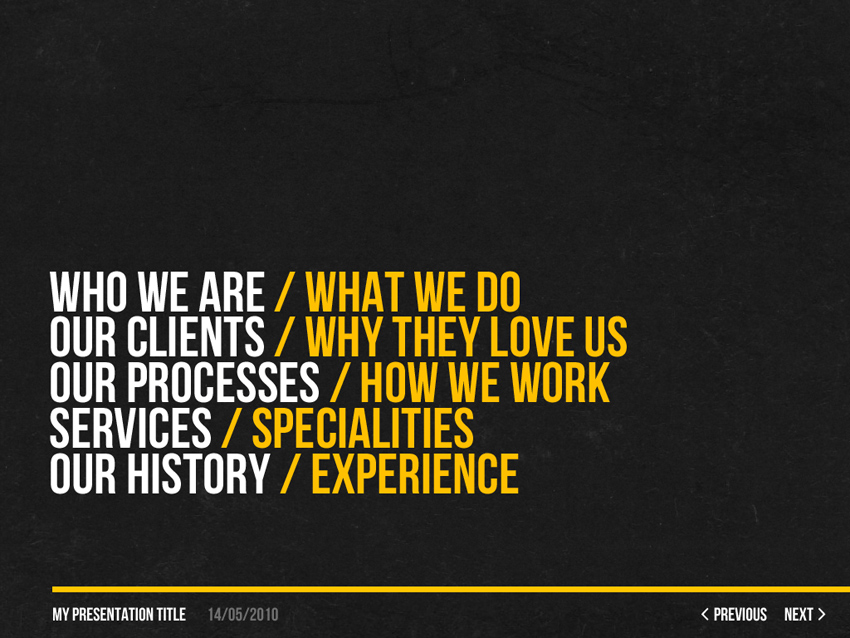 WHO WE ARE / WHAT WE DO
OUR CLIENTS / WHY THEY LOVE US
OUR PROCESSES / HOW WE WORK
SERVICES / SPECIALITIES
OUR HISTORY / EXPERIENCE
MY PRESENTATION TITLE 14/05/2010 < PREVIOUS NEXT >